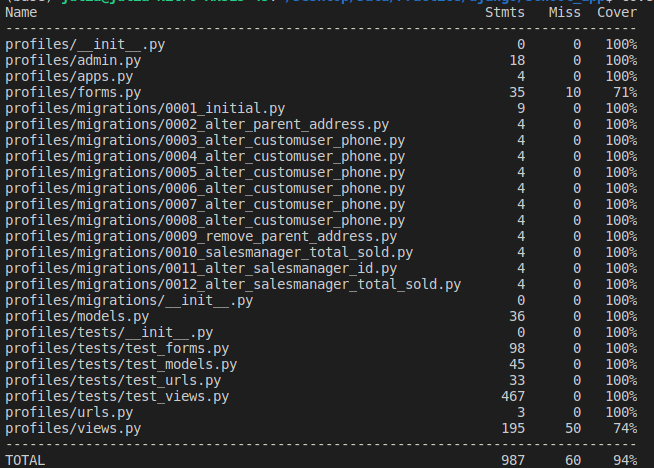 Name Stmts Miss Cover
-------------------------------------------------------------------------------
profiles/__init__.py 0 0 100%
profiles/admin.py 18 0 100%
profiles/apps.py 4 0 100%
profiles/forms.py 35 10 71%
profiles/migrations/0001_initial.py 9 0 100%
profiles/migrations/0002_alter_parent_address.py 4 0 100%
profiles/migrations/0003_alter_customuser_phone.py 4 0 100%
profiles/migrations/0004_alter_customuser_phone.py 4 0 100%
profiles/migrations/0005_alter_customuser_phone.py 4 0 100%
profiles/migrations/0006_alter_customuser_phone.py 4 0 100%
profiles/migrations/0007_alter_customuser_phone.py 4 0 100%
profiles/migrations/0008_alter_customuser_phone.py 4 0 100%
profiles/migrations/0009_remove_parent_address.py 4 0 100%
profiles/migrations/0010_salesmanager_total_sold.py 4 0 100%
profiles/migrations/0011_alter_salesmanager_id.py 4 0 100%
profiles/migrations/0012_alter_salesmanager_total_sold.py 4 0 100%
profiles/migrations/__init__.py 0 0 100%
profiles/models.py 36 0 100%
profiles/tests/__init__.py 0 0 100%
profiles/tests/test_forms.py 98 0 100%
profiles/tests/test_models.py 45 0 100%
profiles/tests/test_urls.py 33 0 100%
profiles/tests/test_views.py 467 0 100%
profiles/urls.py 3 0 100%
profiles/views.py 195 50 74%
-------------------------------------------------------------------------------
TOTAL 987 60 94%